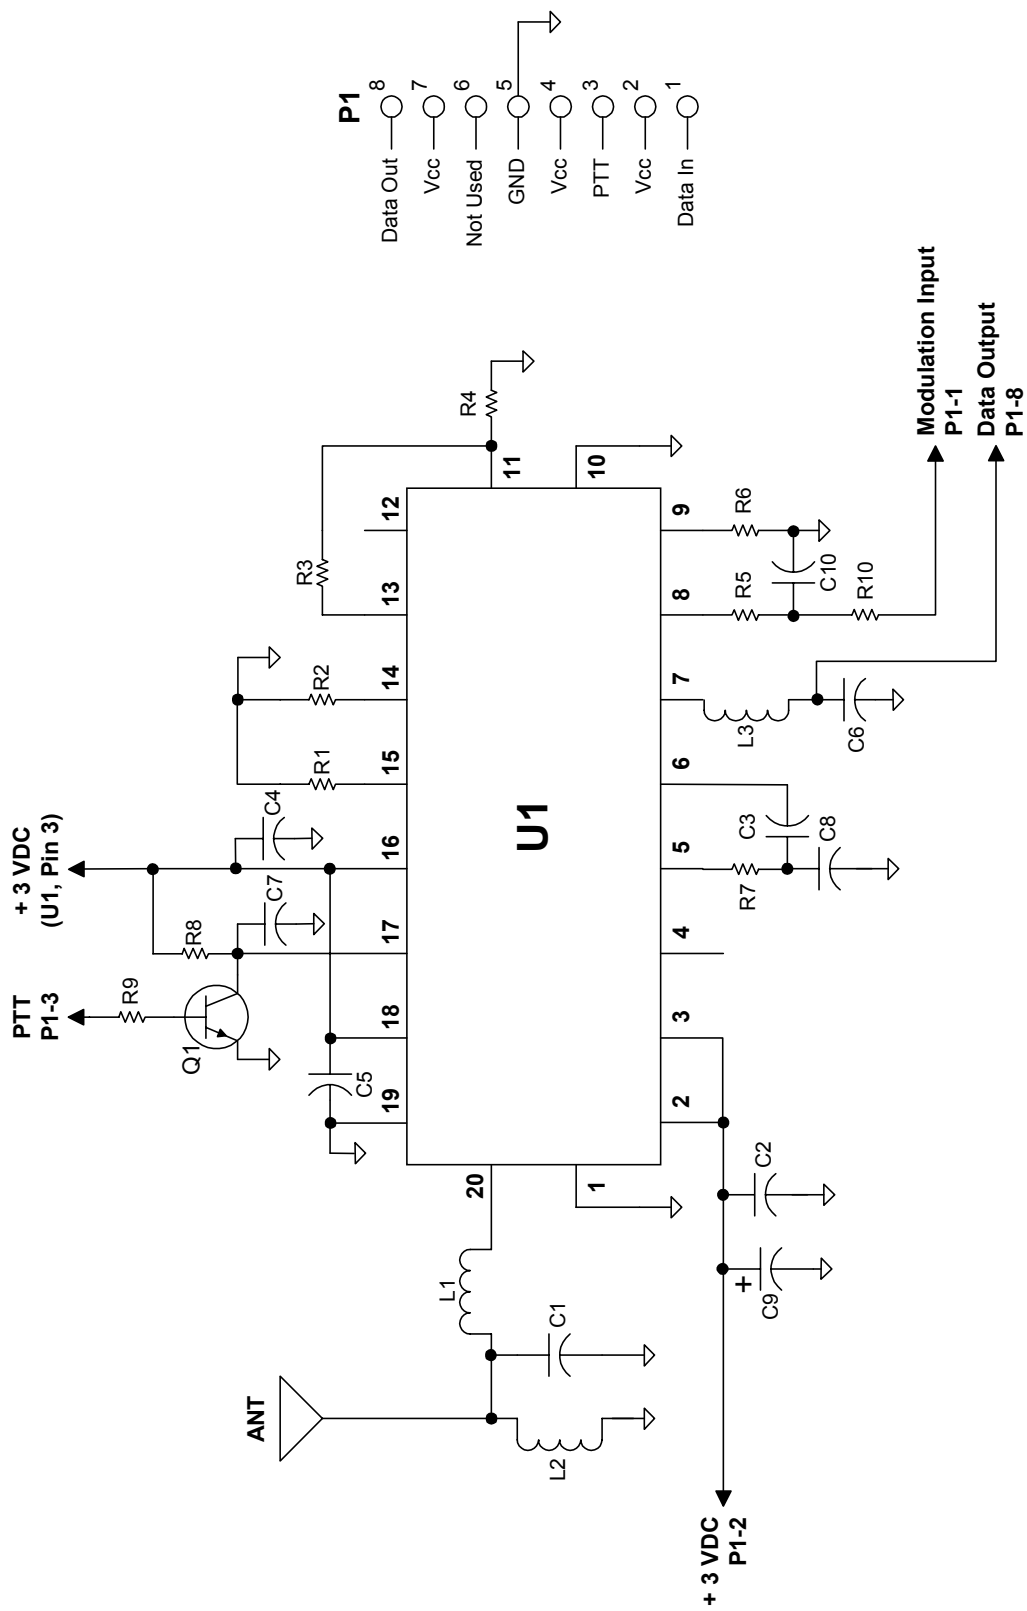 ANT
L2
C1
L1
20
1
U1
11
10
R4
+ 3 VDC
P1-2
C9
+
C2
19
18
17
16
15
14
13
12
2
3
4
5
6
7
8
9
C5
Q1
R9
PTT
P1-3
R8
C7
C4
+ 3 VDC
(U1, Pin 3)
R1
R2
R3
R7
C3
C8
L3
C6
R5
R6
C10
R10
Modulation Input
P1-1
Data Output
P1-8
P1
Data Out
8
Vcc
7
Not Used
6
GND
5
Vcc
4
PTT
3
Vcc
2
Data In
1